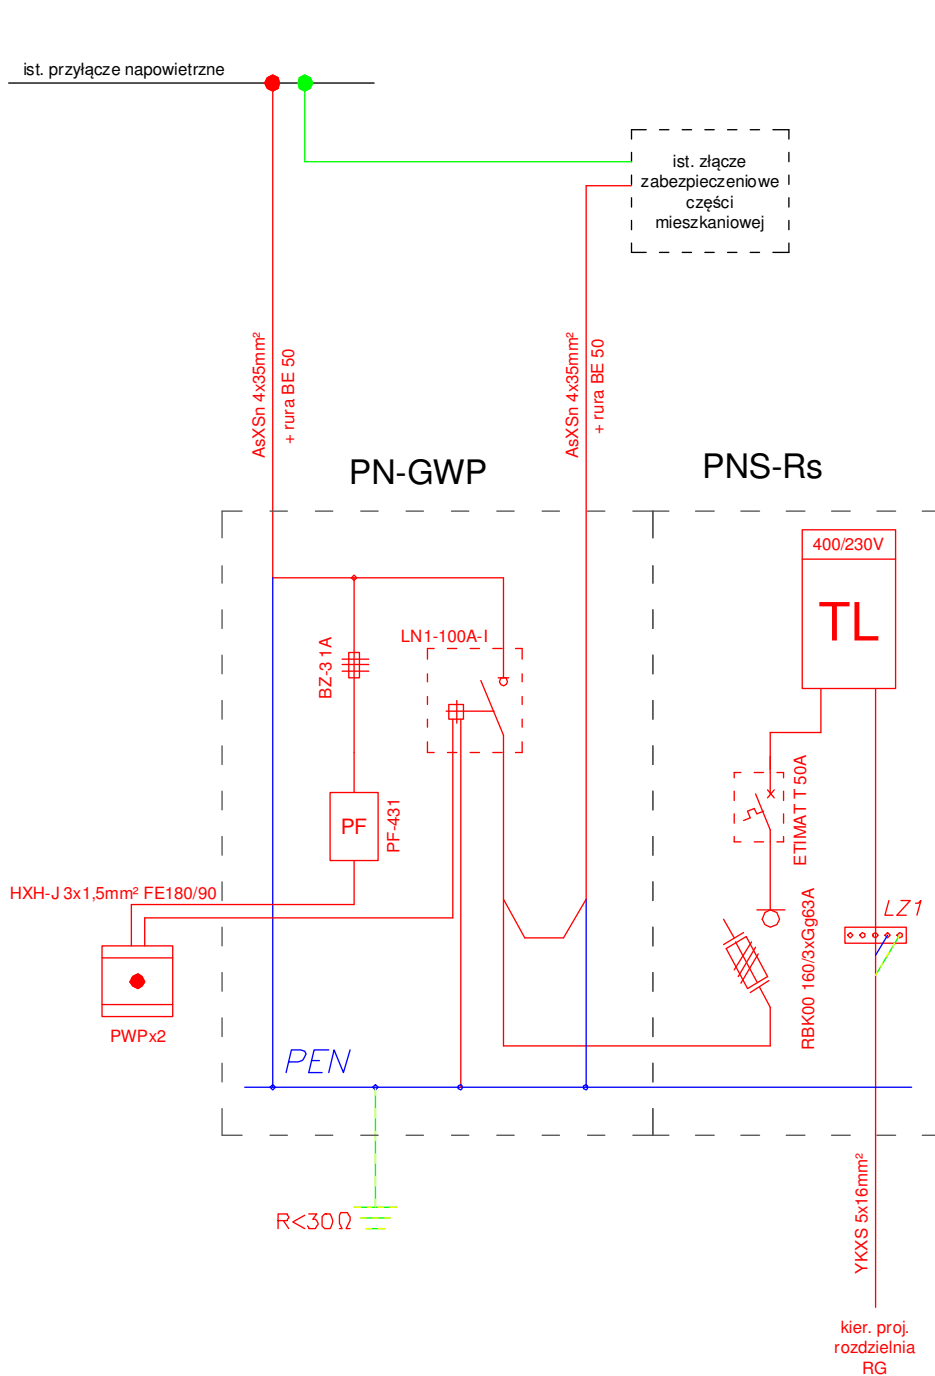 ist. przyłącze napowietrzne
ist. złącze
zabezpieczeniowe
części
mieszkaniowej
AsXSn 4x35mm²
+ rura BE 50
AsXSn 4x35mm²
+ rura BE 50
PN-GWP
PNS-Rs
400/230V
TL
LN1-100A-I
BZ-3 1A
PF
PF-431
ETIMAT T 50A
HXH-J 3x1,5mm² FE180/90
RBK00 160/3xGg63A
LZ1
PWPx2
PEN
R<30Ω
YKXS 5x16mm²
kier. proj.
rozdzielnia
RG